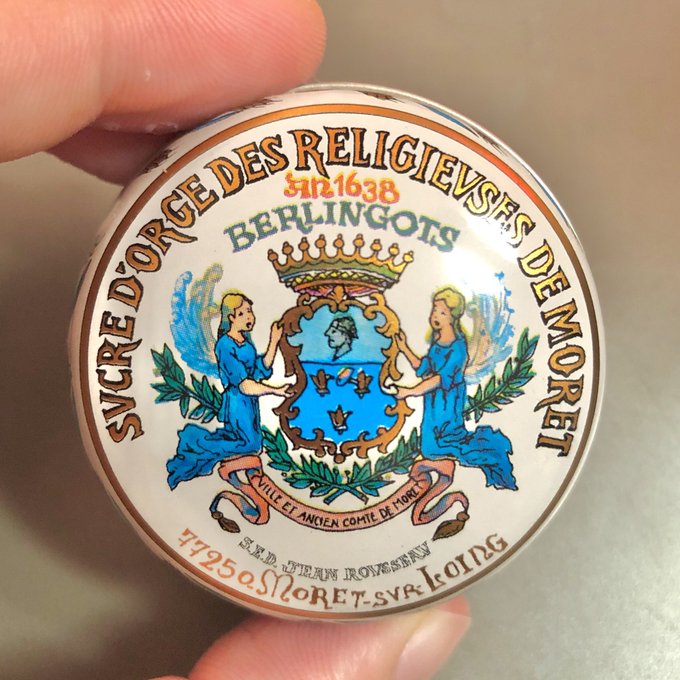 SVCRE D'ORGE DES RELIGIEVSES DE MORET
AN 1638
BERLINGOTS
VILLE ET ANCIEN COMTE DE MORET
S.E.D. JEAN ROVSSEAV
77250 MORET-SVR-LOING